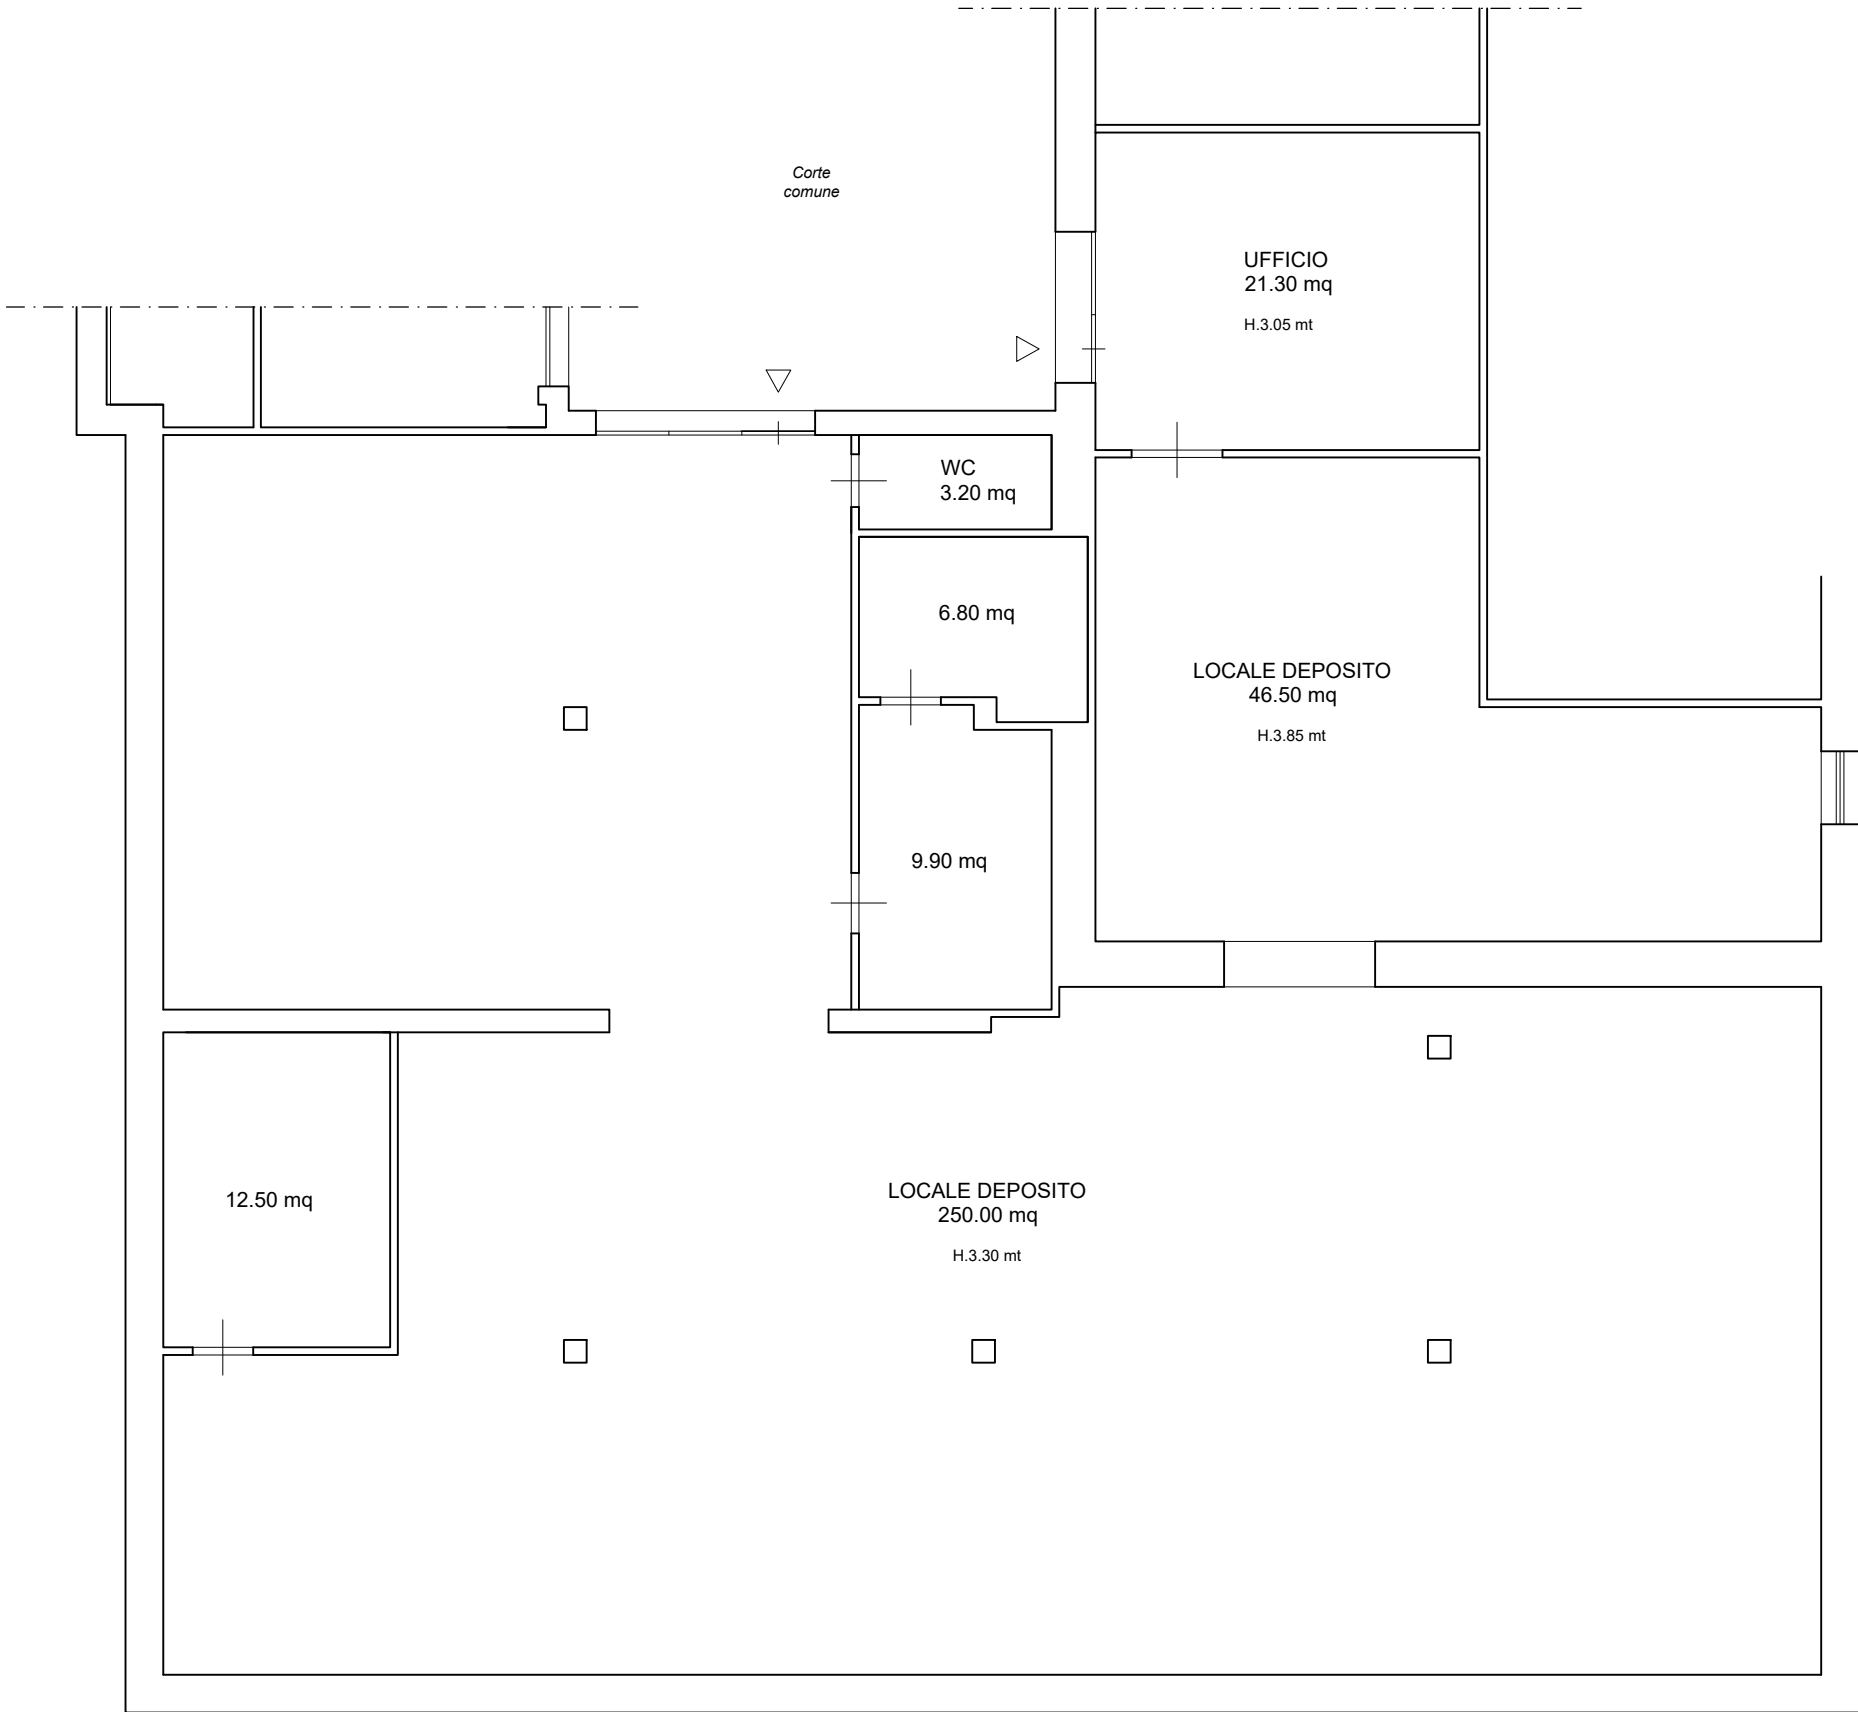 Corte
comune
UFFICIO
21.30 mq
H.3.05 mt
WC
3.20 mq
6.80 mq
LOCALE DEPOSITO
46.50 mq
H.3.85 mt
9.90 mq
12.50 mq
LOCALE DEPOSITO
250.00 mq
H.3.30 mt